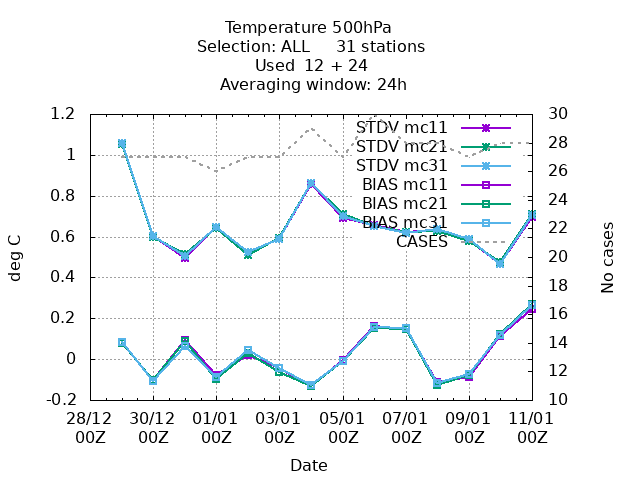 Temperature 500hPa
Selection: ALL 31 stations
Used 12 + 24
Averaging window: 24h
1.2
1
0.8
0.6
0.4
0.2
0
-0.2
deg C
30
28
26
24
22
20
18
16
14
12
10
No cases
STDV mc11
STDV mc21
STDV mc31
BIAS mc11
BIAS mc21
BIAS mc31
CASES
28/12 30/12 01/01 03/01 05/01 07/01 09/01 11/01
00Z 00Z 00Z 00Z 00Z 00Z 00Z 00Z
Date